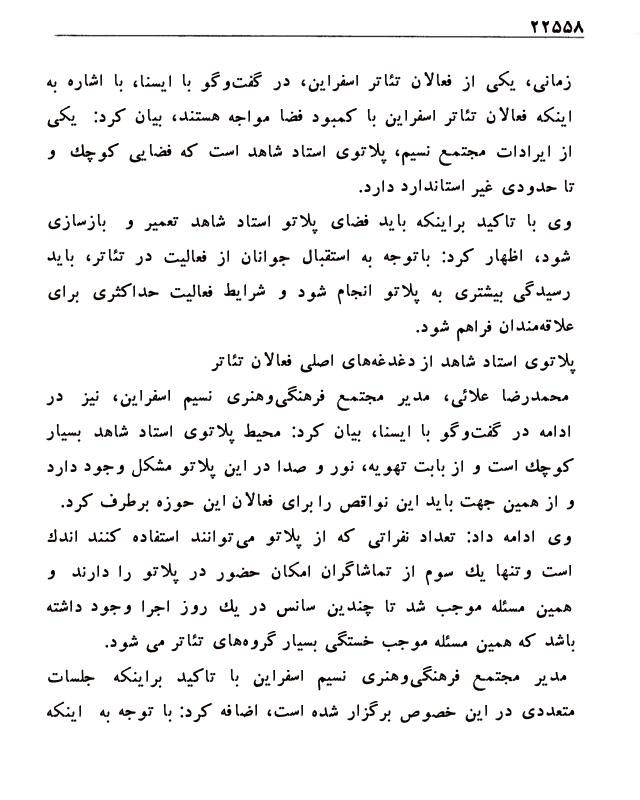 ۲۲۵۵۸
زمانی، یکی از فعالان تئاتر اسفراین، در گفت‌وگو با ایسنا، با اشاره به
اینکه فعالان تئاتر اسفراین با کمبود فضا مواجه هستند، بیان کرد: یکی
از ایرادات مجتمع نسیم، پلاتوی استاد شاهد است که فضایی کوچك و
تا حدودی غیر استاندارد دارد.
وی با تاکید براینکه باید فضای پلاتو استاد شاهد تعمیر و بازسازی
شود، اظهار کرد: باتوجه به استقبال جوانان از فعالیت در تئاتر، باید
رسیدگی بیشتری به پلاتو انجام شود و شرایط فعالیت حداکثری برای
علاقه‌مندان فراهم شود.
پلاتوی استاد شاهد از دغدغه‌های اصلی فعالان تئاتر
محمدرضا علائی، مدیر مجتمع فرهنگی‌وهنری نسیم اسفراین، نیز در
ادامه در گفت‌وگو با ایسنا، بیان کرد: محیط پلاتوی استاد شاهد بسیار
کوچك است و از بابت تهویه، نور و صدا در این پلاتو مشکل وجود دارد
و از همین جهت باید این نواقص را برای فعالان این حوزه برطرف کرد.
وی ادامه داد: تعداد نفراتی که از پلاتو می‌توانند استفاده کنند اندك
است وتنها یك سوم از تماشاگران امکان حضور در پلاتو را دارند و
همین مسئله موجب شد تا چندین سانس در یك روز اجرا وجود داشته
باشد که همین مسئله موجب خستگی بسیار گروه‌های تئاتر می شود.
مدیر مجتمع فرهنگی‌وهنری نسیم اسفراین با تاکید براینکه جلسات
متعددی در این خصوص برگزار شده است، اضافه کرد: با توجه به اینکه